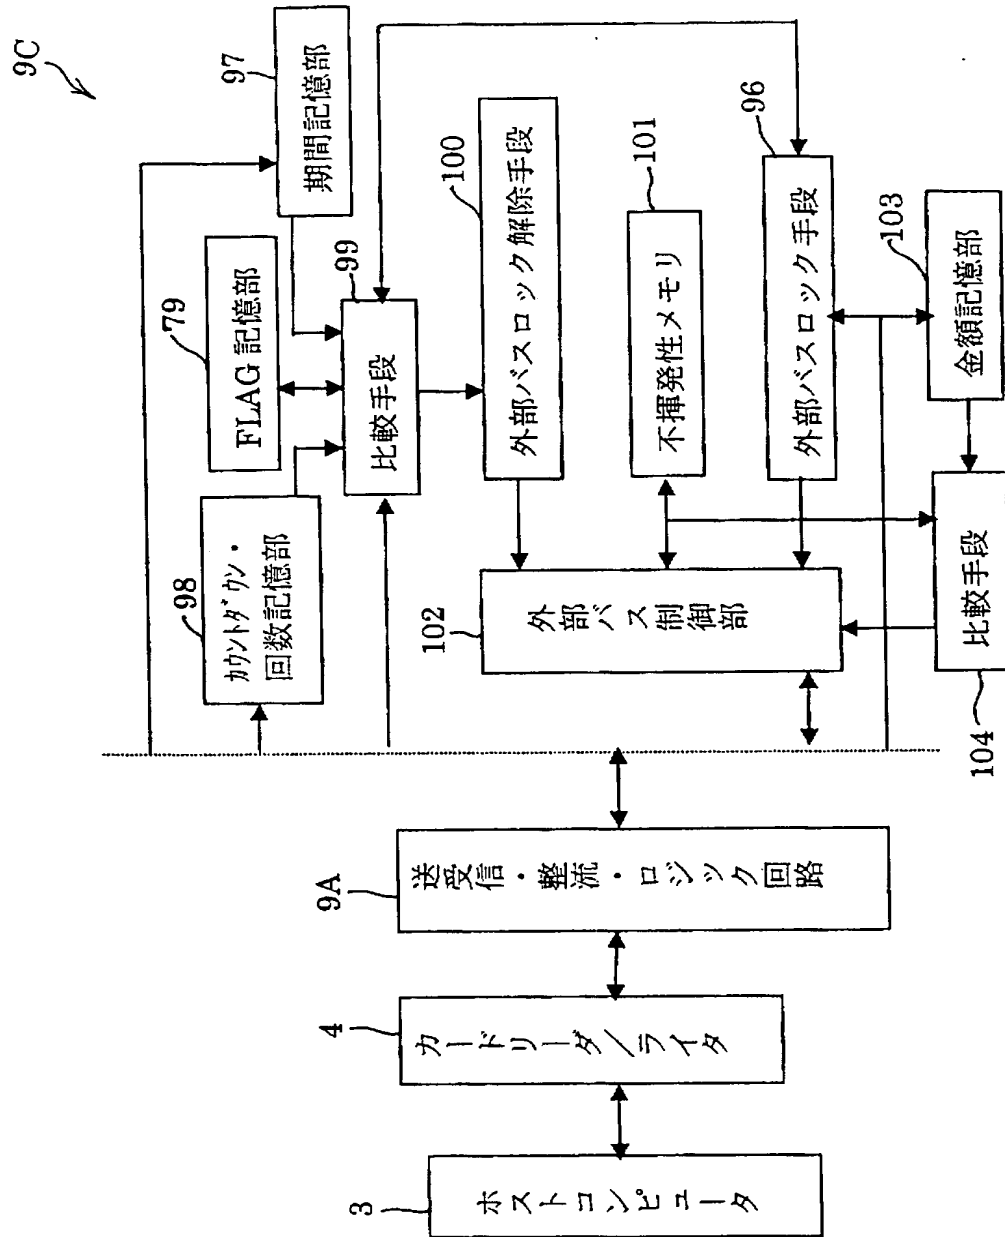 9C
97
期間記憶部
79
FLAG 記憶部
98
ｶｳﾝﾄﾀﾞｳﾝ・
回数記憶部
99
比較手段
100
外部バスロック解除手段
101
不揮発性メモリ
96
外部バスロック手段
103
金額記憶部
102
外部バス制御部
104
比較手段
9A
送受信・整流・ロジック回路
4
カードリーダ／ライタ
3
ホストコンピュータ